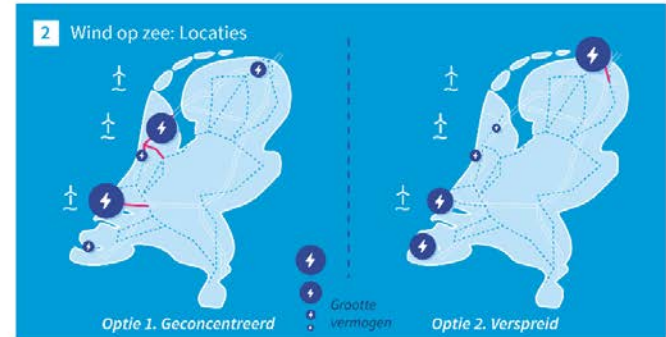 2 Wind op zee: Locaties
Grootte
vermogen
Optie 1. Geconcentreerd
Optie 2. Verspreid